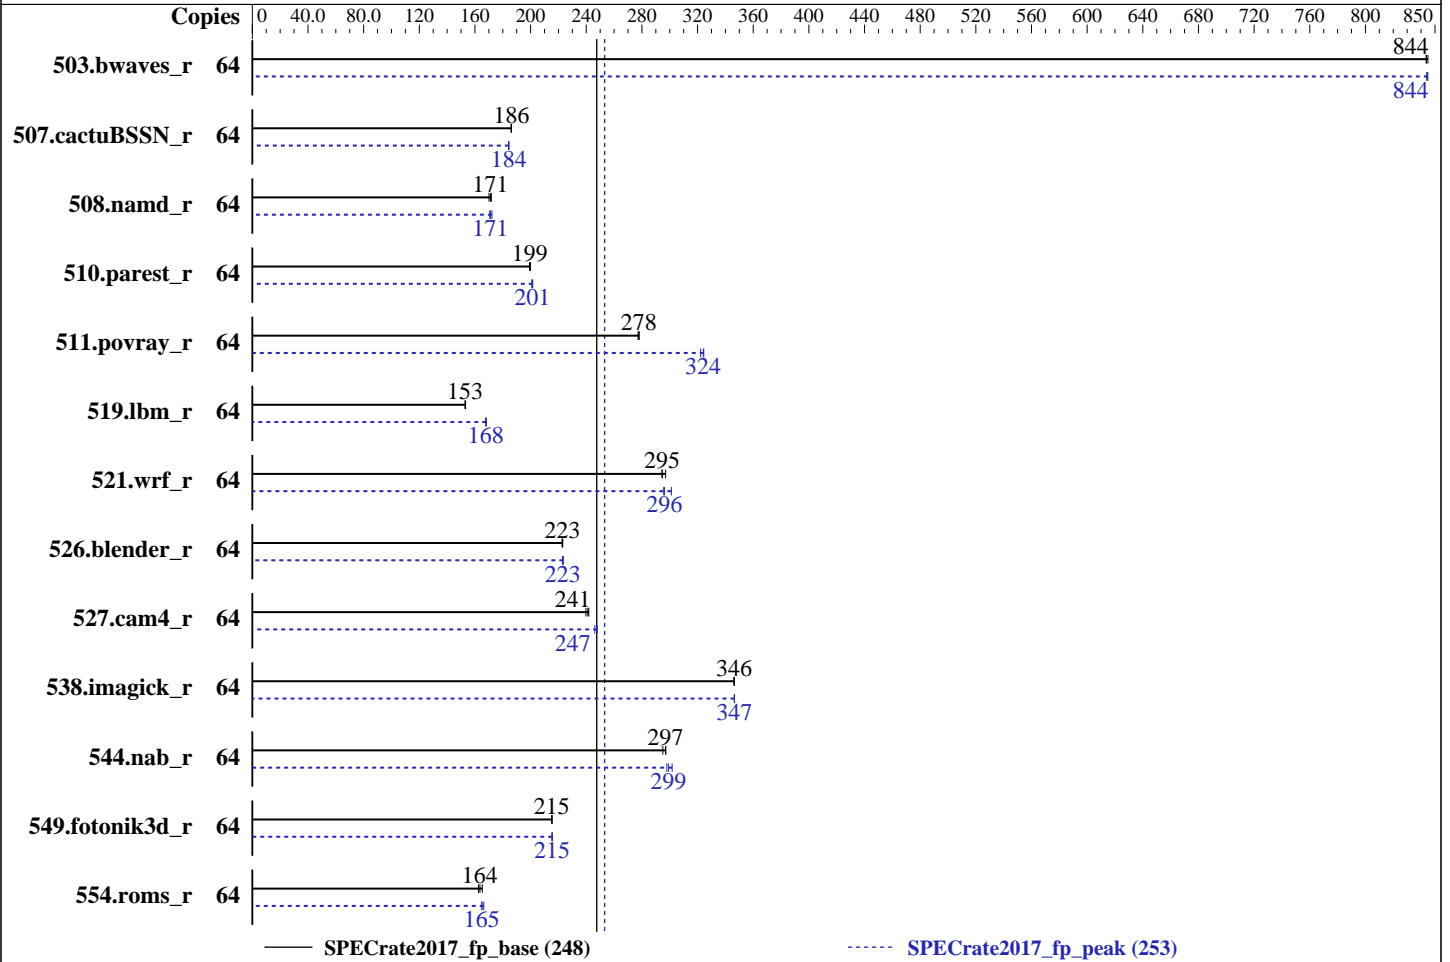 Copies 0 40.0 80.0 120 160 200 240 280 320 360 400 440 480 520 560 600 640 680 720 760 800 850
844
503.bwaves_r 64
844
186
507.cactuBSSN_r 64
184
171
508.namd_r 64
171
199
510.parest_r 64
201
278
511.povray_r 64
324
153
519.lbm_r 64
168
295
521.wrf_r 64
296
223
526.blender_r 64
223
241
527.cam4_r 64
247
346
538.imagick_r 64
347
297
544.nab_r 64
299
215
549.fotonik3d_r 64
215
164
554.roms_r 64
165
SPECrate2017_fp_base (248) SPECrate2017_fp_peak (253)